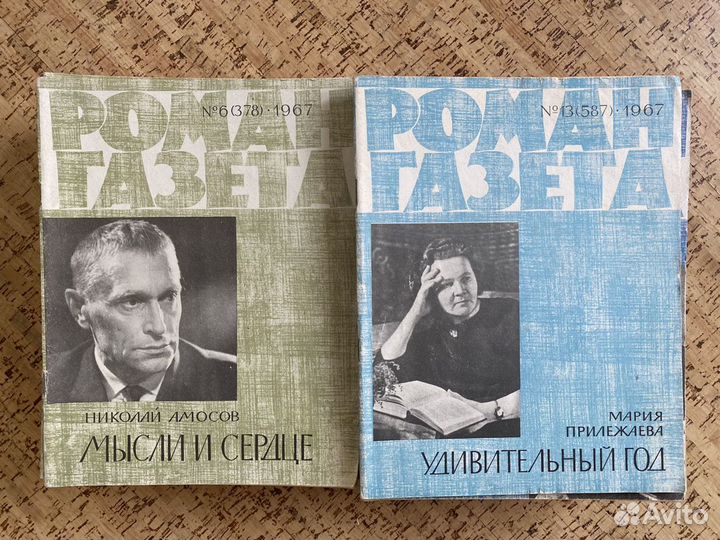 РОМАН
ГАЗЕТА
№6(378)·1967
НИКОЛАЙ АМОСОВ
МЫСЛИ И СЕРДЦЕ
РОМАН
ГАЗЕТА
№13(587)·1967
МАРИЯ
ПРИЛЕЖАЕВА
УДИВИТЕЛЬНЫЙ ГОД
Avito